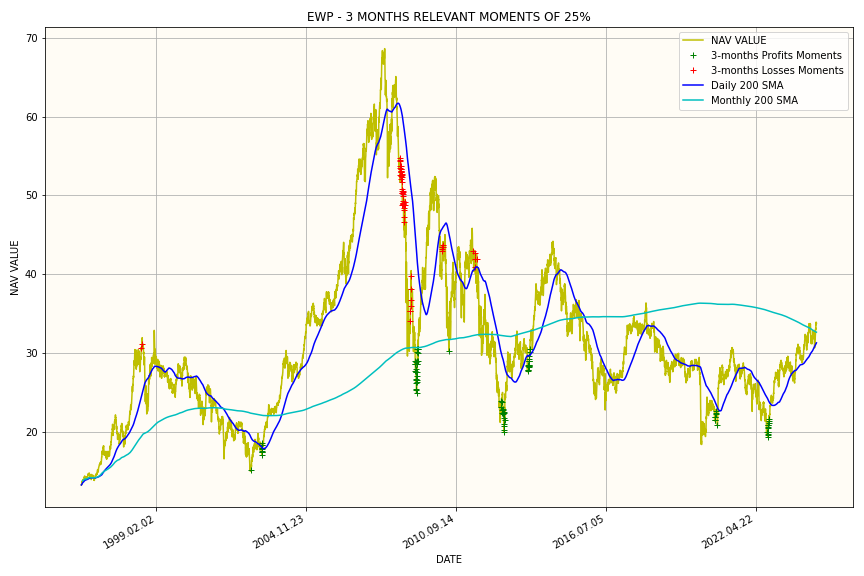 EWP - 3 MONTHS RELEVANT MOMENTS OF 25%
NAV VALUE
3-months Profits Moments
3-months Losses Moments
Daily 200 SMA
Monthly 200 SMA
70
60
50
40
30
20
NAV VALUE
1999.02.02
2004.11.23
2010.09.14
2016.07.05
2022.04.22
DATE